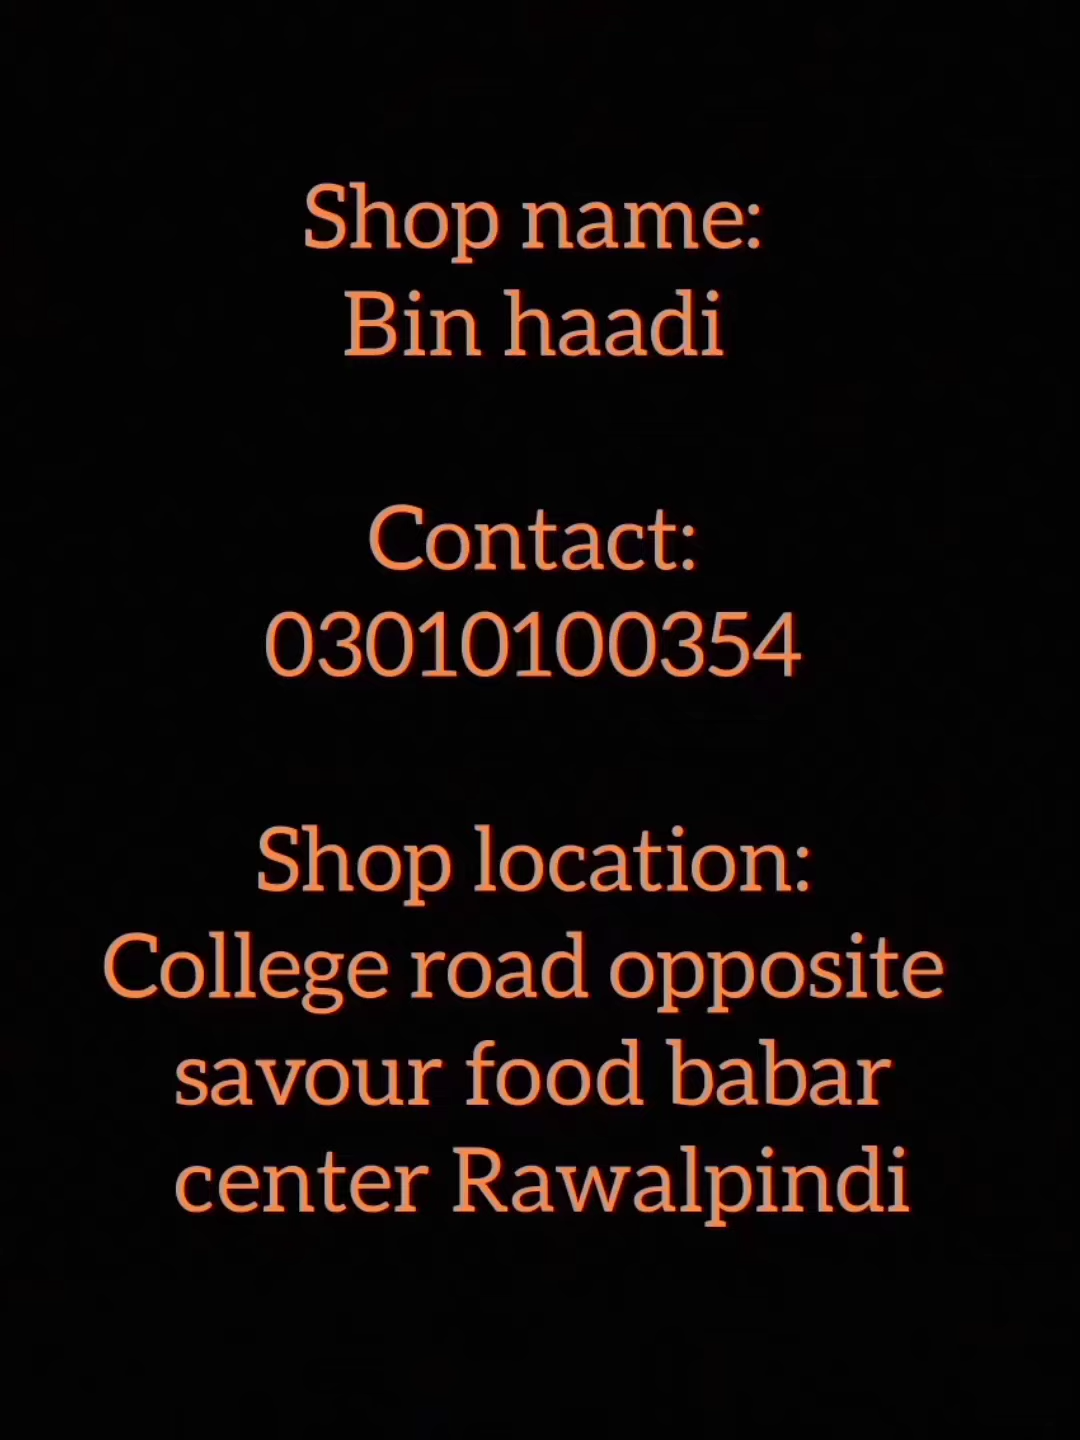 Shop name:
Bin haadi
Contact:
03010100354
Shop location:
College road opposite
savour food babar
center Rawalpindi